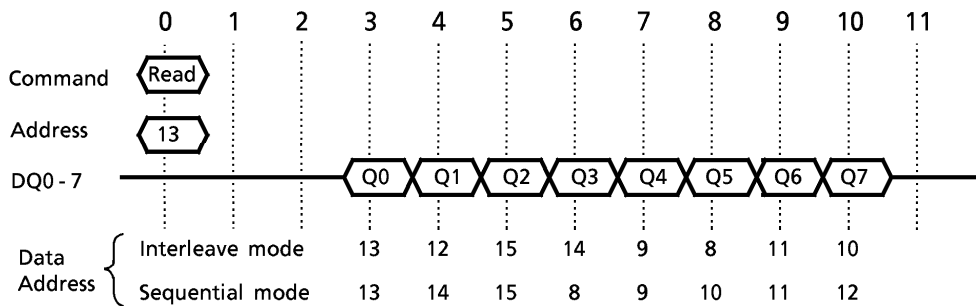 0 1 2 3 4 5 6 7 8 9 10 11
Command Read
Address 13
DQ0 - 7 Q0 Q1 Q2 Q3 Q4 Q5 Q6 Q7
Data Address
Interleave mode 13 12 15 14 9 8 11 10
Sequential mode 13 14 15 8 9 10 11 12